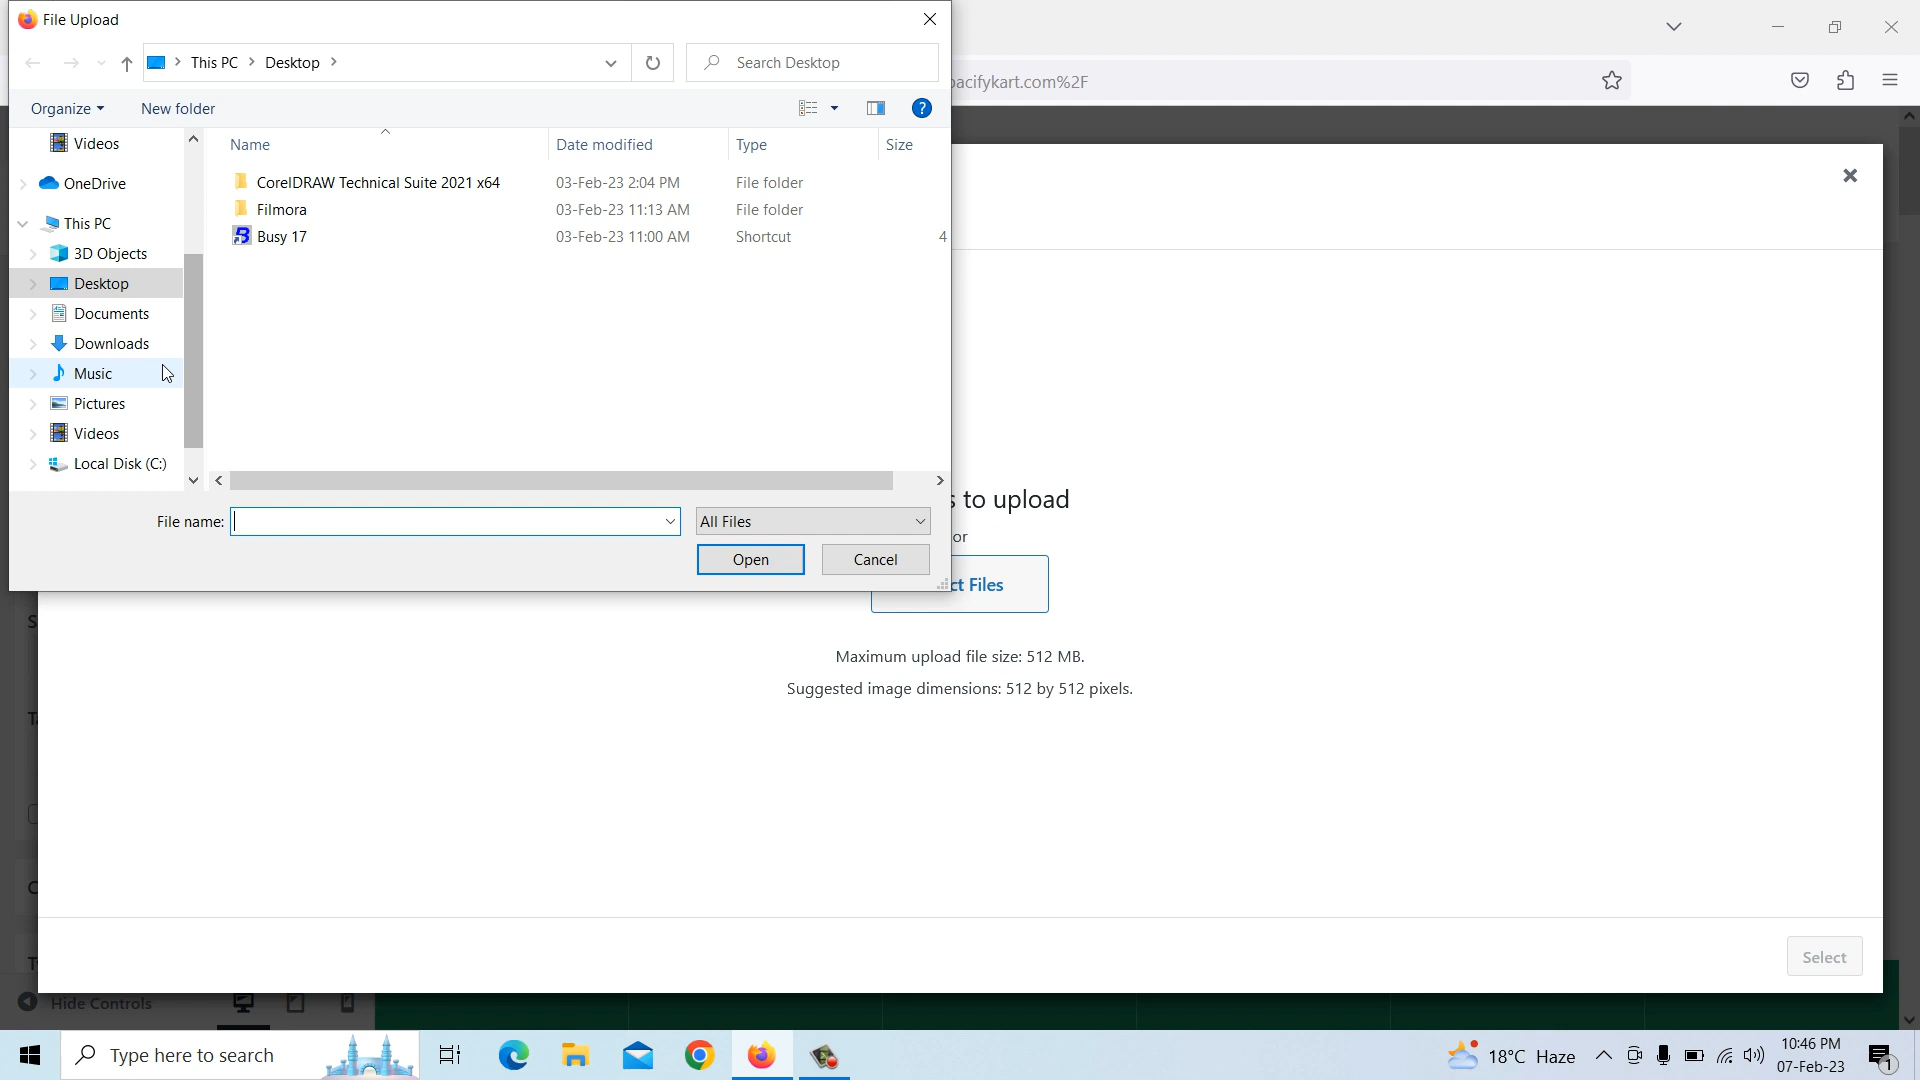 File Upload
This PC
Desktop
Search Desktop
acifykart.com%2F
Organize
New folder
Name
Date modified
Type
Size
Videos
OneDrive
This PC
3D Objects
Desktop
Documents
Downloads
Music
Pictures
Videos
Local Disk (C:)
CorelDRAW Technical Suite 2021 x64
03-Feb-23 2:04 PM
File folder
Filmora
03-Feb-23 11:13 AM
File folder
Busy 17
03-Feb-23 11:00 AM
Shortcut
4
File name:
All Files
Open
Cancel
s to upload
or
ct Files
Maximum upload file size: 512 MB.
Suggested image dimensions: 512 by 512 pixels.
Select
Hide Controls
Type here to search
18°C Haze
10:46 PM
07-Feb-23
1